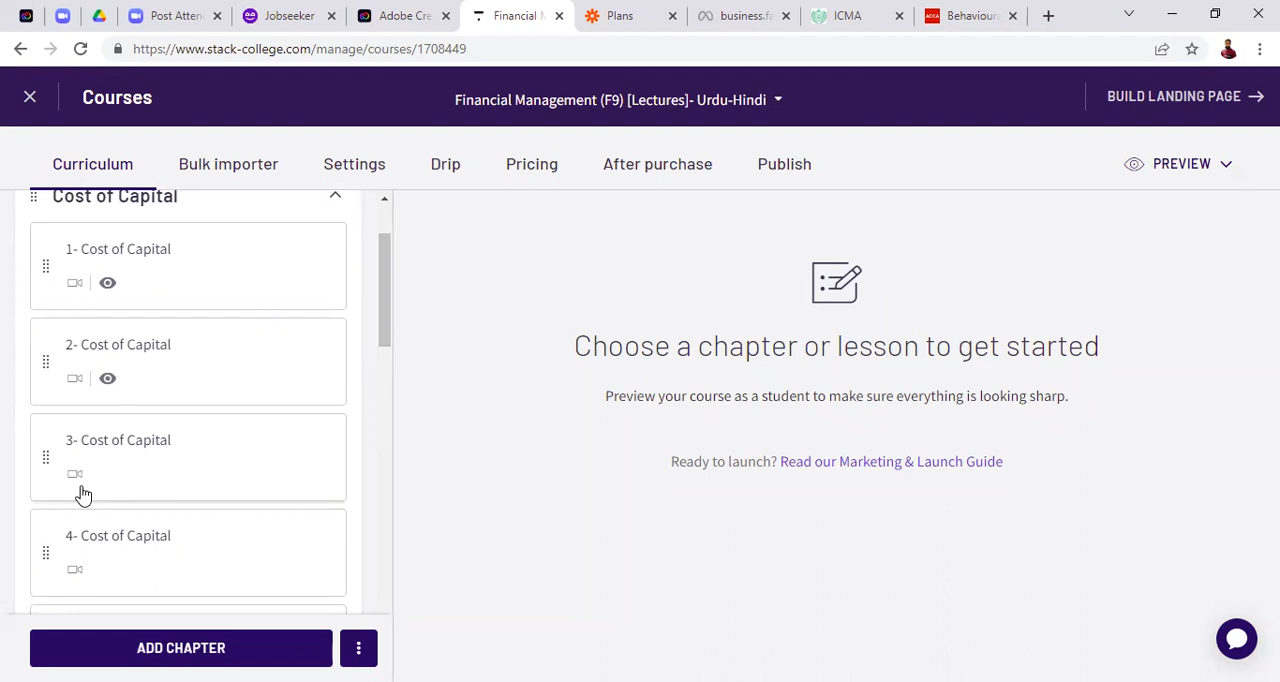 Post Atten
Jobseeker
Adobe Cre
Financial M
Plans
business.fa
ICMA
ACCA
Behavioura
https://www.stack-college.com/manage/courses/1708449
Courses
Financial Management (F9) [Lectures]- Urdu-Hindi
BUILD LANDING PAGE
Curriculum
Bulk importer
Settings
Drip
Pricing
After purchase
Publish
PREVIEW
Cost of Capital
1- Cost of Capital
2- Cost of Capital
3- Cost of Capital
4- Cost of Capital
ADD CHAPTER
Choose a chapter or lesson to get started
Preview your course as a student to make sure everything is looking sharp.
Ready to launch? Read our Marketing & Launch Guide